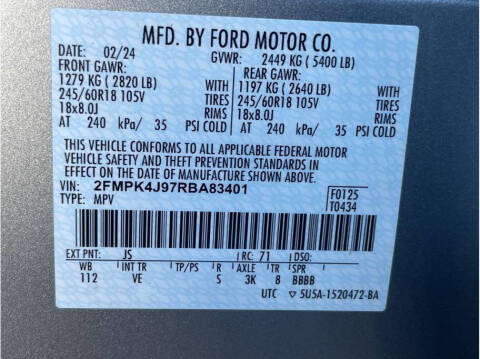 MFD. BY FORD MOTOR CO.
DATE: 02/24 GVWR: 2449 KG ( 5400 LB)
FRONT GAWR: REAR GAWR:
1279 KG ( 2820 LB) WITH 1197 KG ( 2640 LB) WITH
245/60R18 105V TIRES 245/60R18 105V TIRES
18x8.0J RIMS 18x8.0J RIMS
AT 240 kPa/ 35 PSI COLD AT 240 kPa/ 35 PSI COLD
THIS VEHICLE CONFORMS TO ALL APPLICABLE FEDERAL MOTOR
VEHICLE SAFETY AND THEFT PREVENTION STANDARDS IN
EFFECT ON THE DATE OF MANUFACTURE SHOWN ABOVE.
VIN: 2FMPK4J97RBA83401 F0125
TYPE: MPV T0434
EXT PNT: JS RC: 71 DSO:
WB INT TR TP/PS R AXLE TR SPR
112 VE S 3K 8 BBBB
UTC ▽ 5U5A-1520472-BA